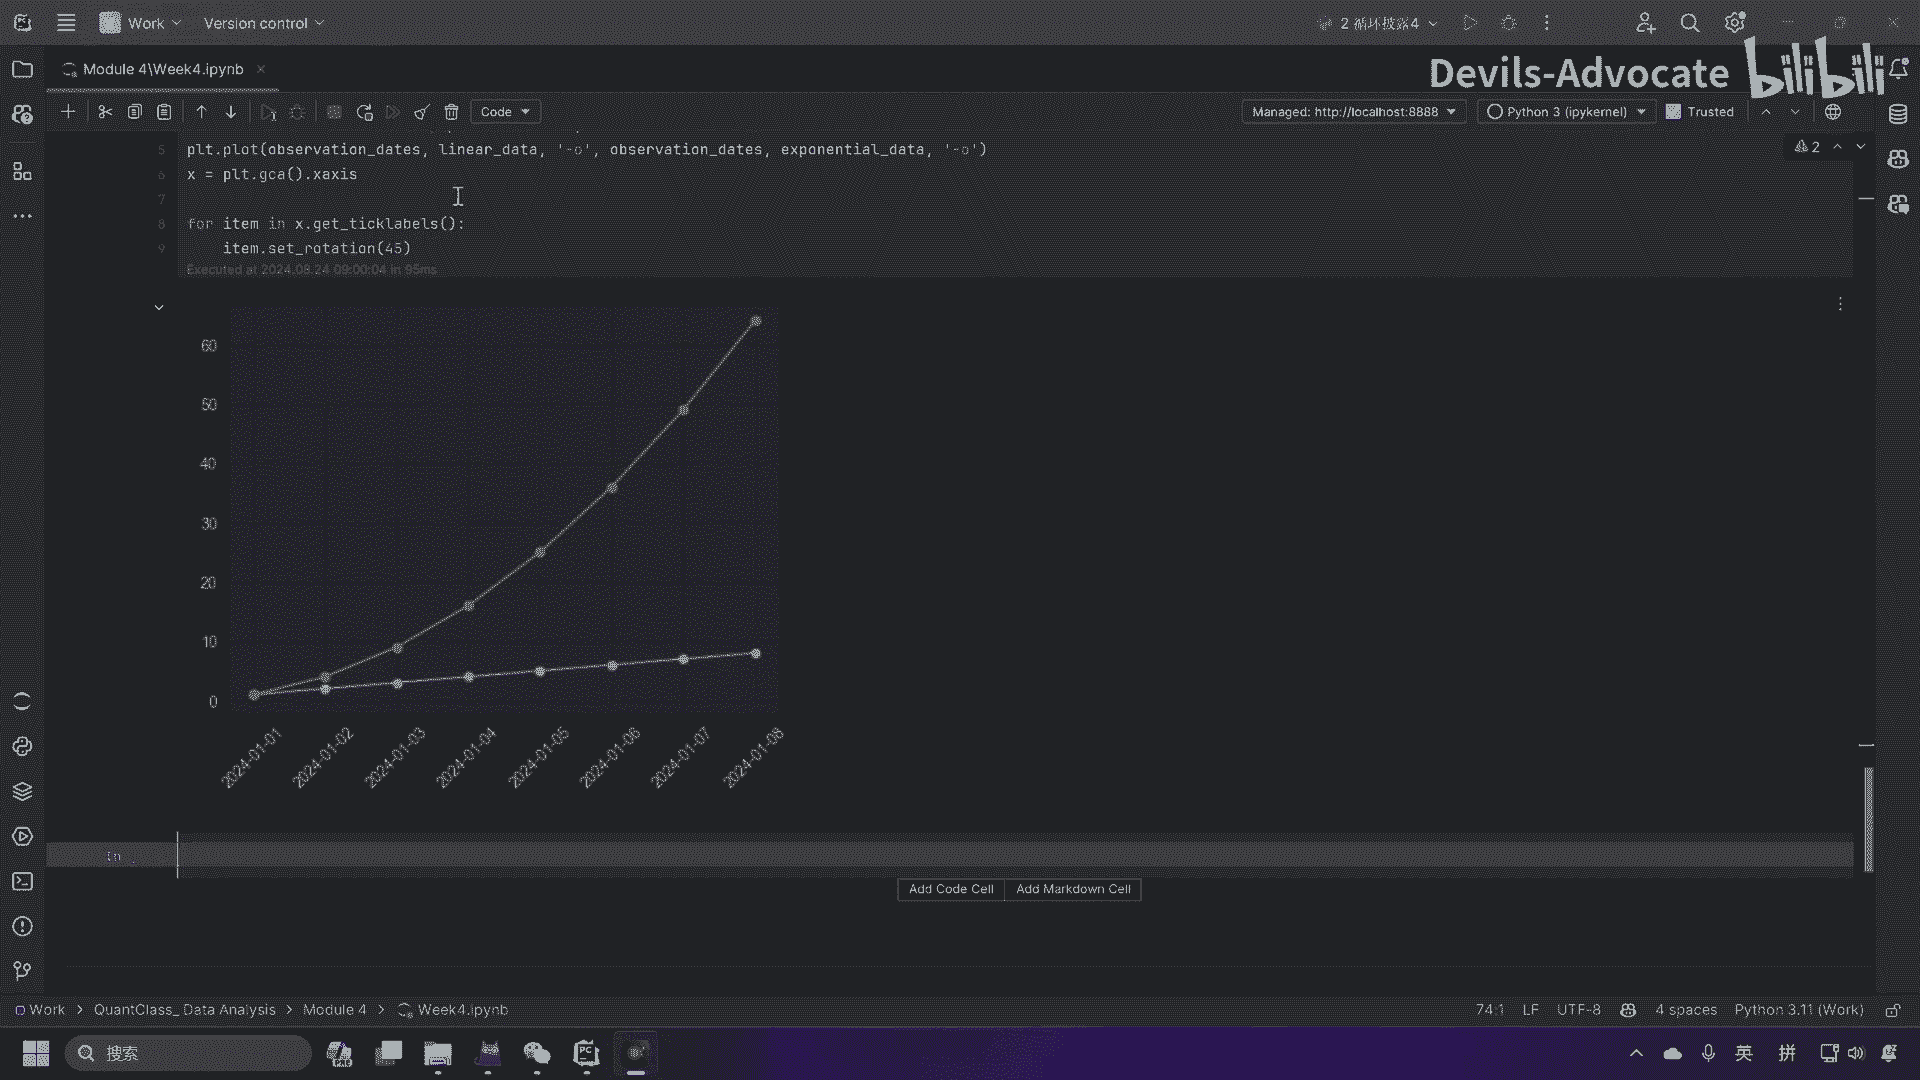 Work
Version control
2 循环披露4
Module 4\Week4.ipynb
Devils-Advocate
bilibili
Code
Managed: http://localhost:8888
Python 3 (ipykernel)
Trusted
2
5 plt.plot(observation_dates, linear_data, '-o', observation_dates, exponential_data, '-o')
6 x = plt.gca().xaxis
7
8 for item in x.get_ticklabels():
9 item.set_rotation(45)
Executed at 2024.08.24 09:00:04 in 95ms
60
50
40
30
20
10
0
2024-01-01
2024-01-02
2024-01-03
2024-01-04
2024-01-05
2024-01-06
2024-01-07
2024-01-08
In
Add Code Cell
Add Markdown Cell
Work > QuantClass_ Data Analysis > Module 4 > Week4.ipynb
74:1 LF UTF-8 4 spaces Python 3.11 (Work)
搜索
英
拼